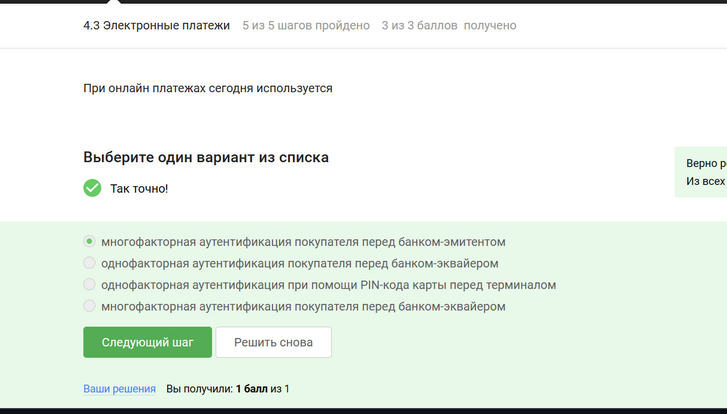 4.3 Электронные платежи 5 из 5 шагов пройдено 3 из 3 баллов получено
При онлайн платежах сегодня используется
Выберите один вариант из списка
Верно р
Так точно!
Из всех
многофакторная аутентификация покупателя перед банком-эмитентом
однофакторная аутентификация покупателя перед банком-эквайером
однофакторная аутентификация при помощи PIN-кода карты перед терминалом
многофакторная аутентификация покупателя перед банком-эквайером
Следующий шаг Решить снова
Ваши решения Вы получили: 1 балл из 1